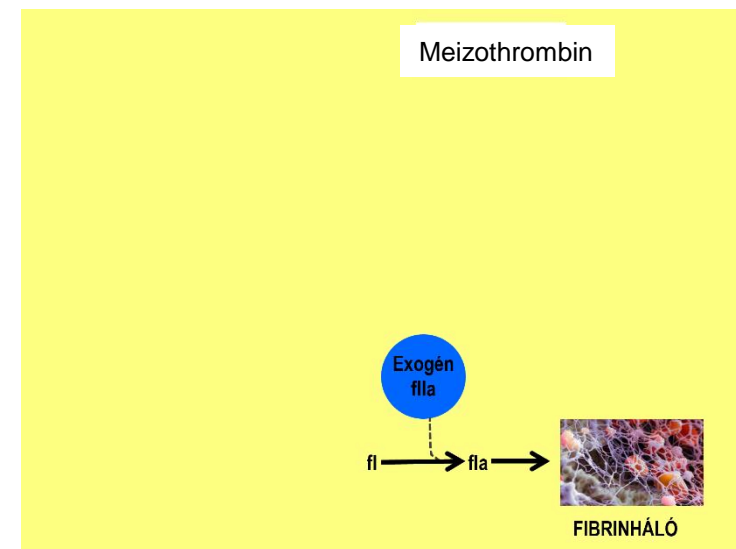 Meizothrombin
Exogén
fIIa
fI
fIa
FIBRINHÁLÓ